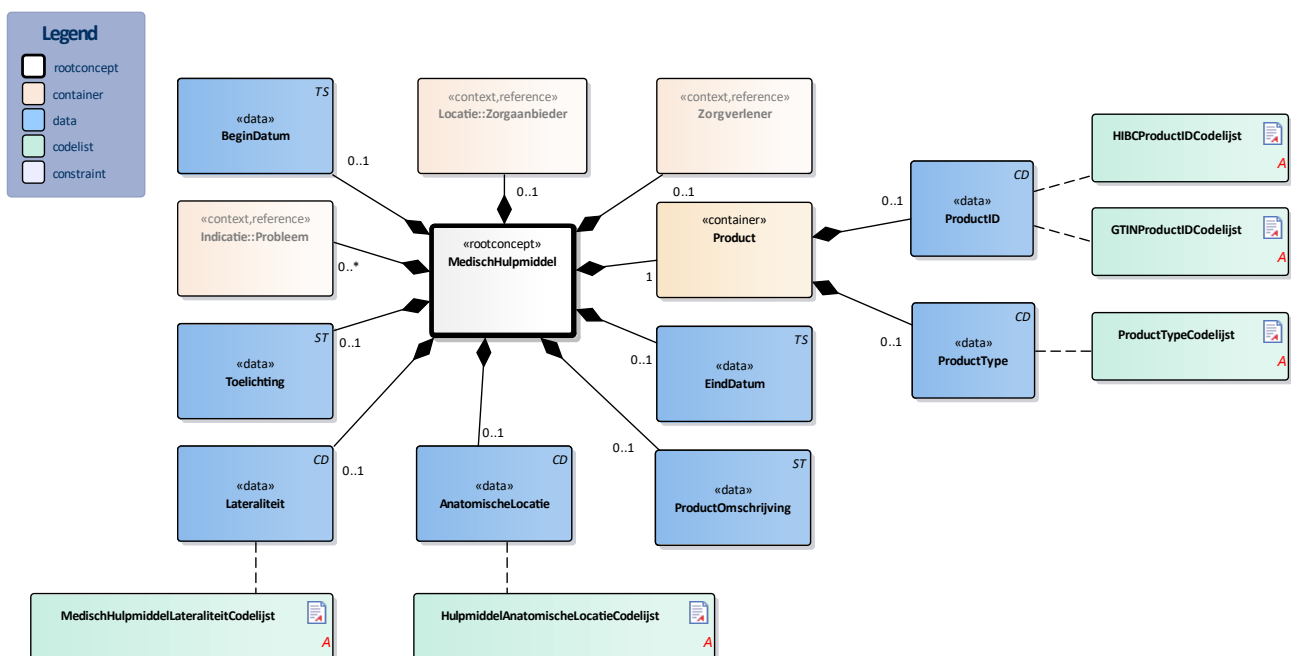 Legend
rootconcept
container
data
codelist
constraint
TS
«data»
BeginDatum
0..1
«context,reference»
Locatie::Zorgaanbieder
0..1
«context,reference»
Zorgverlener
0..1
«context,reference»
Indicatie::Probleem
0..*
«rootconcept»
MedischHulpmiddel
«container»
Product
1
CD
«data»
ProductID
0..1
HIBCProductIDCodelijst
A
GTINProductIDCodelijst
A
ST
«data»
Toelichting
0..1
TS
«data»
EindDatum
0..1
CD
«data»
ProductType
0..1
ProductTypeCodelijst
A
CD
«data»
Lateraliteit
0..1
CD
«data»
AnatomischeLocatie
0..1
ST
«data»
ProductOmschrijving
0..1
MedischHulpmiddelLateraliteitCodelijst
A
HulpmiddelAnatomischeLocatieCodelijst
A